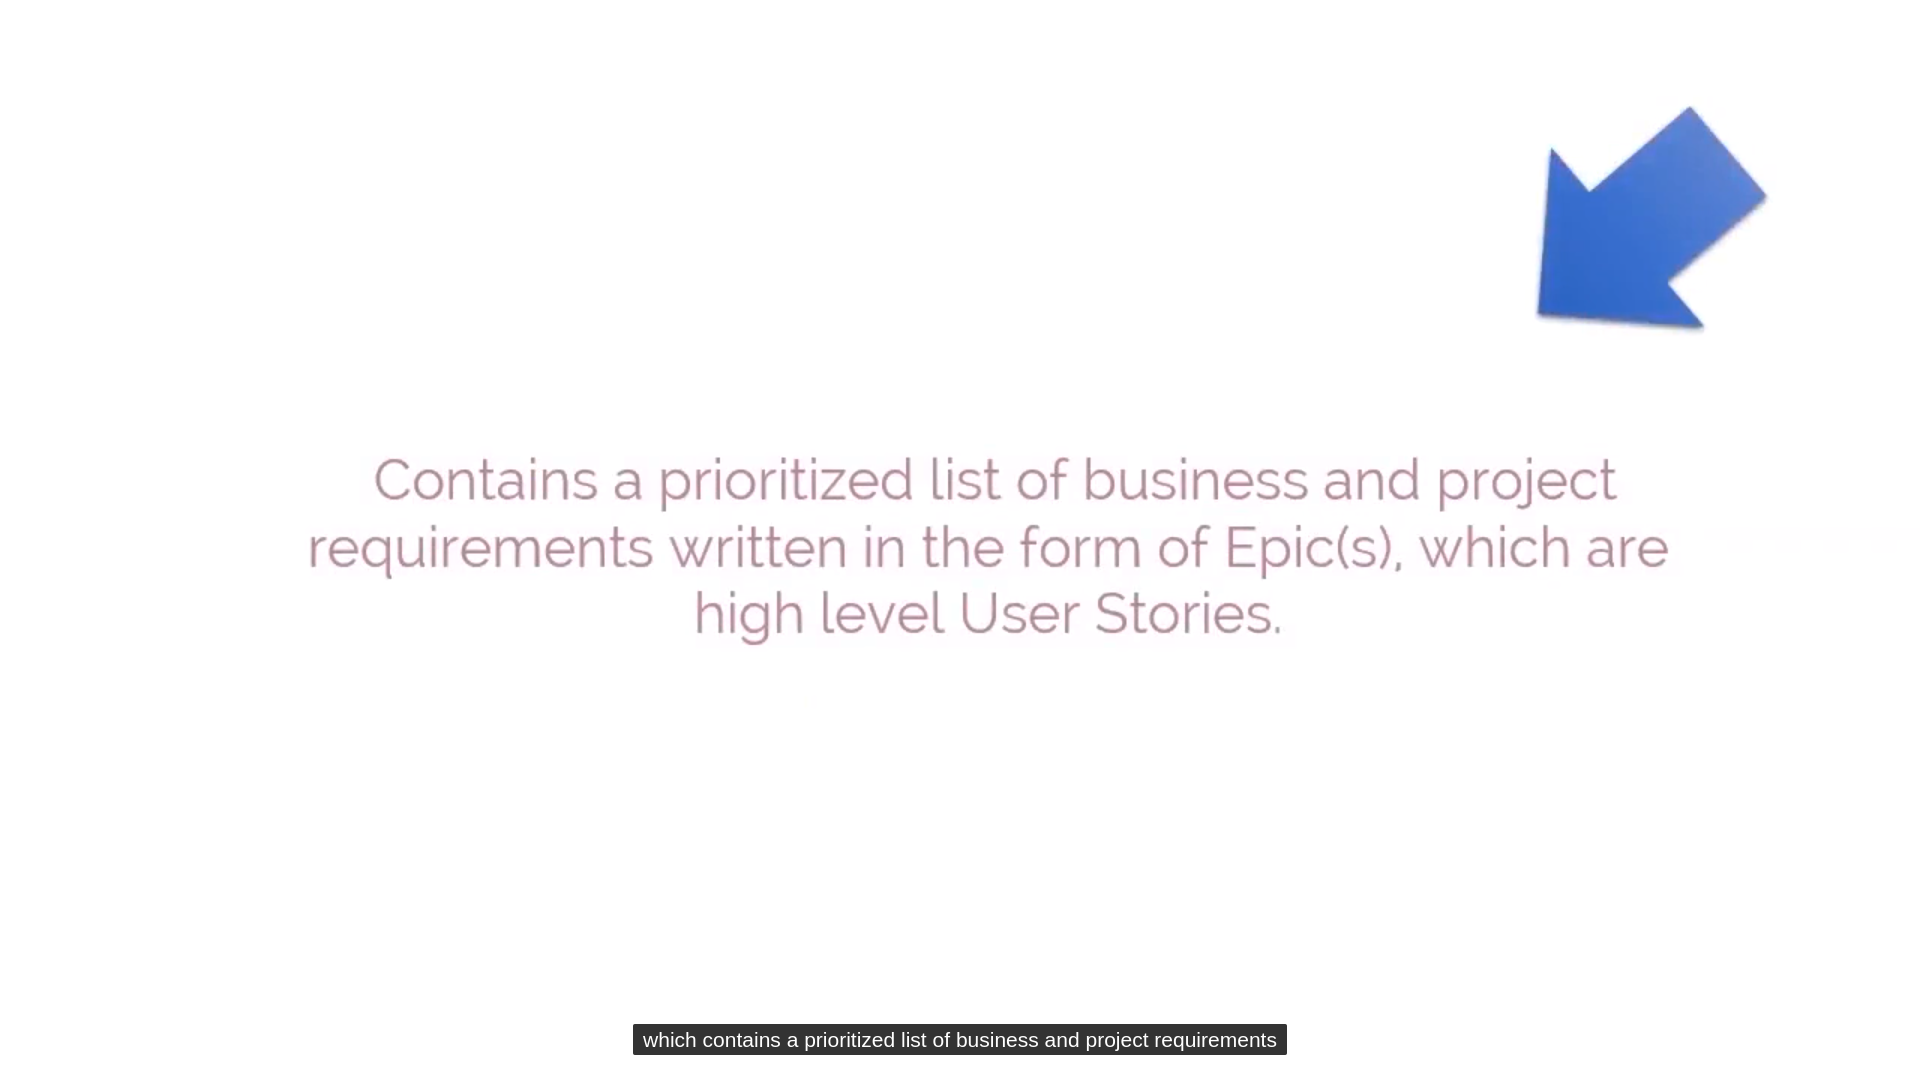 Contains a prioritized list of business and project
requirements written in the form of Epic(s), which are
high level User Stories.
which contains a prioritized list of business and project requirements